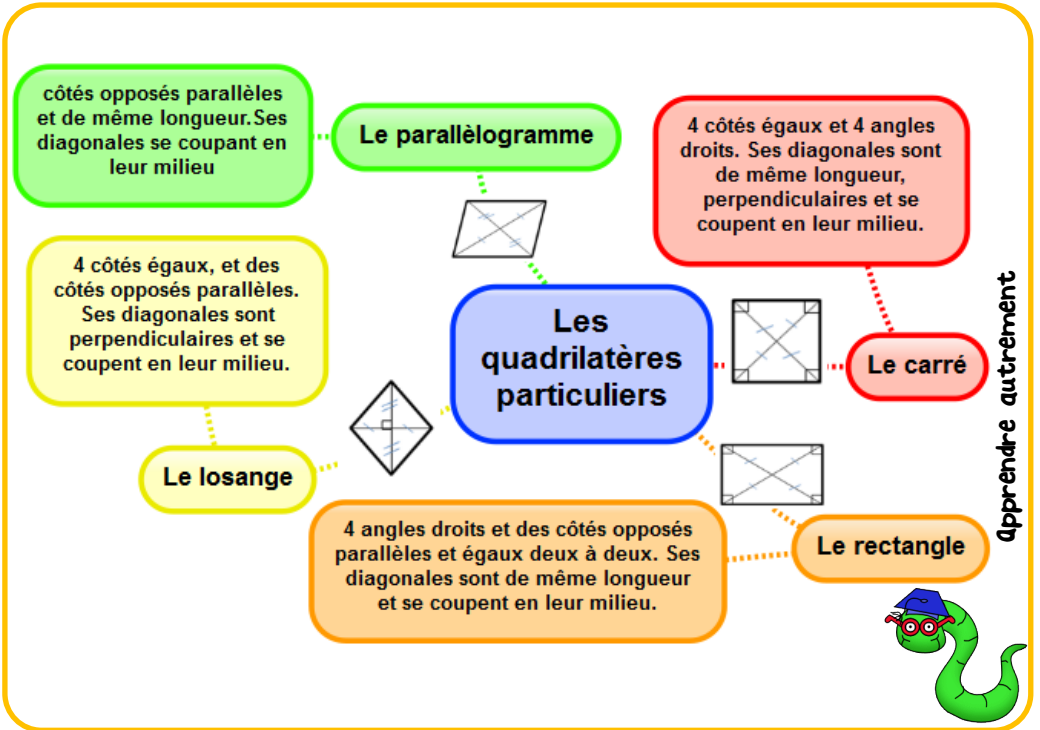 côtés opposés parallèles
et de même longueur.Ses
diagonales se coupant en
leur milieu
Le parallèlogramme
4 côtés égaux et 4 angles
droits. Ses diagonales sont
de même longueur,
perpendiculaires et se
coupent en leur milieu.
4 côtés égaux, et des
côtés opposés parallèles.
Ses diagonales sont
perpendiculaires et se
coupent en leur milieu.
Les
quadrilatères
particuliers
Le carré
Le losange
4 angles droits et des côtés opposés
parallèles et égaux deux à deux. Ses
diagonales sont de même longueur
et se coupent en leur milieu.
Le rectangle
apprendre autrement